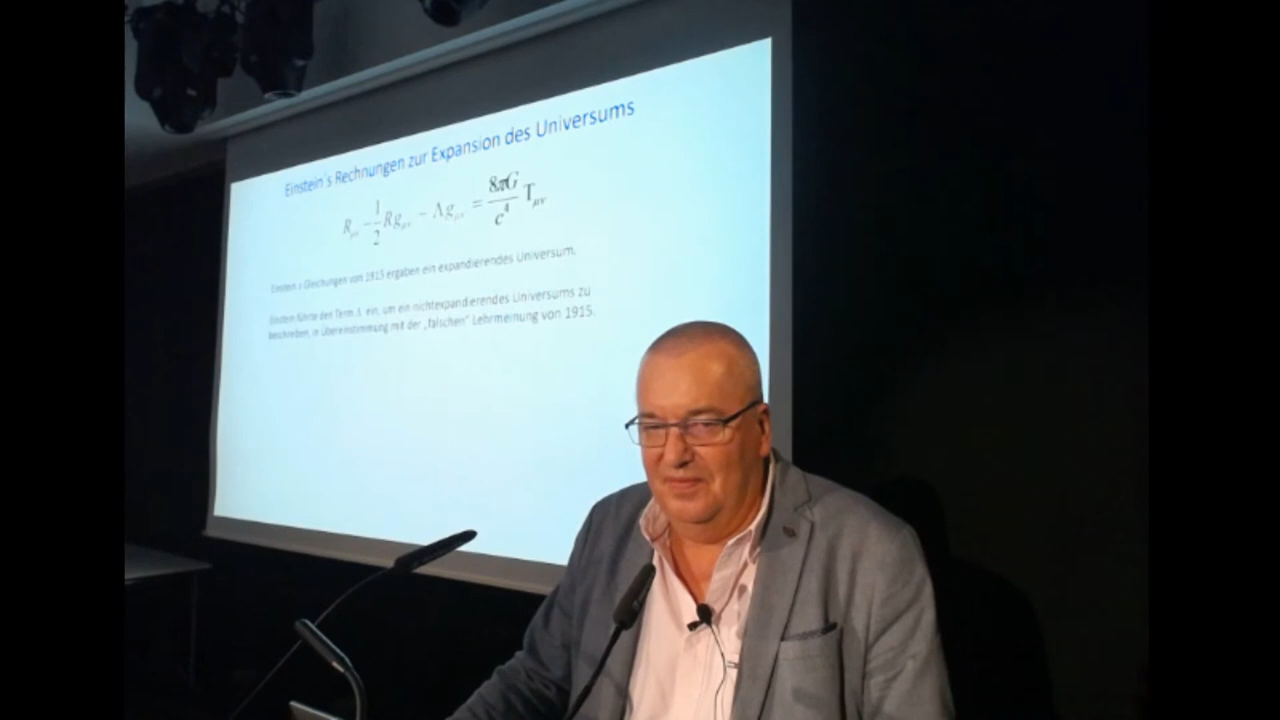 Einstein´s Rechnungen zur Expansion des Universums
R_μν − 1/2 R g_μν − Λ g_μν = 8πG/c⁴ T_μν
Einstein´s Gleichungen von 1915 ergaben ein expandierendes Universum.
Einstein führte den Term Λ ein, um ein nichtexpandierendes Universums zu
beschreiben, in Übereinstimmung mit der „falschen“ Lehrmeinung von 1915.